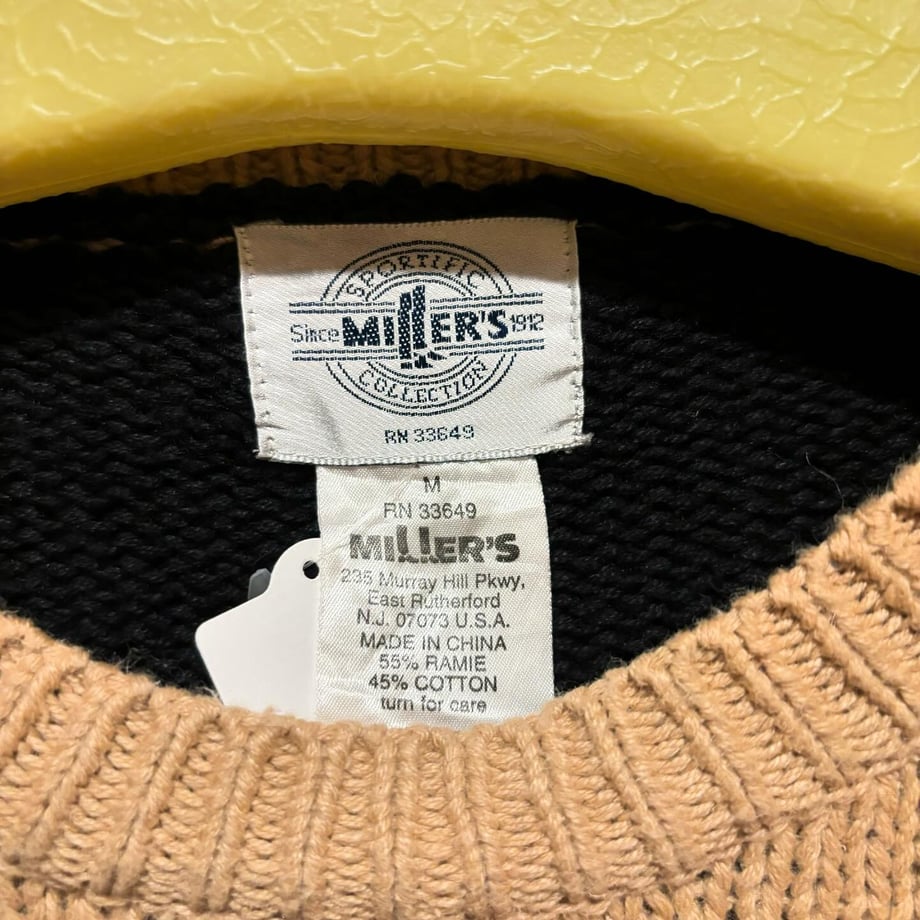 SPORTIFIC
Since MILLER'S 1912
COLLECTION
RN 33649
M
RN 33649
MILLER'S
235 Murray Hill Pkwy,
East Rutherford
N.J. 07073 U.S.A.
MADE IN CHINA
55% RAMIE
45% COTTON
turn for care